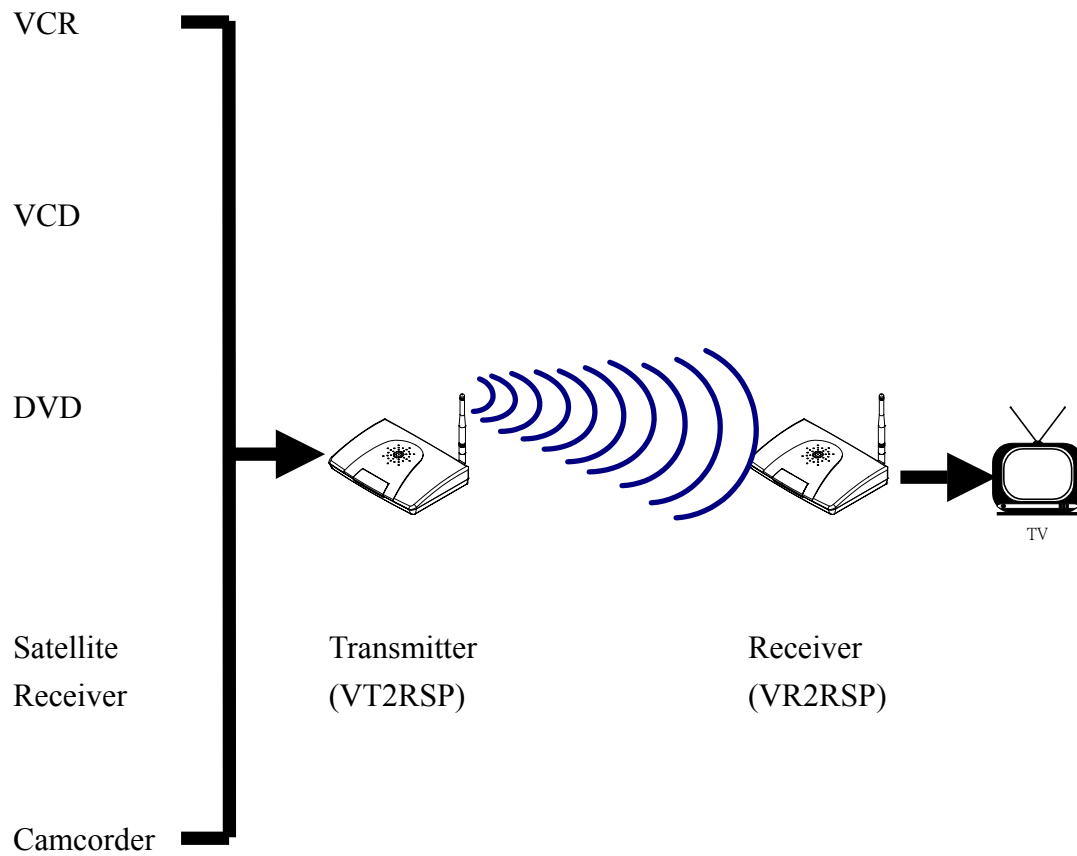 VCR
VCD
DVD
TV
Satellite
Receiver
Transmitter
(VT2RSP)
Receiver
(VR2RSP)
Camcorder